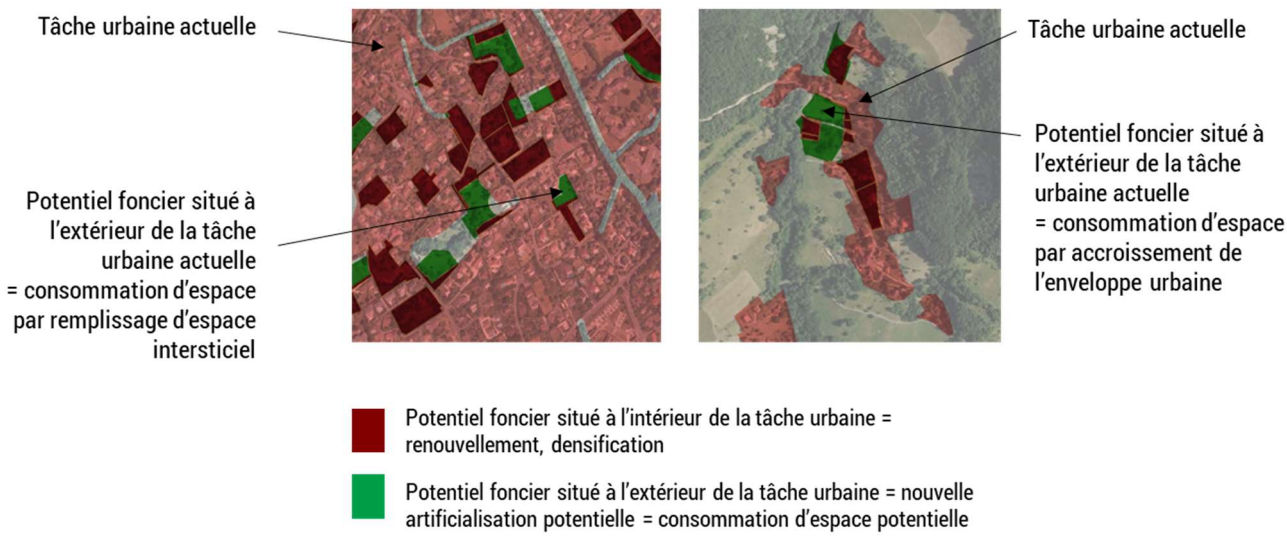 Tâche urbaine actuelle
Potentiel foncier situé à
l'extérieur de la tâche
urbaine actuelle
= consommation d'espace
par remplissage d'espace
intersticiel
Tâche urbaine actuelle
Potentiel foncier situé à
l'extérieur de la tâche
urbaine actuelle
= consommation d'espace
par accroissement de
l'enveloppe urbaine
Potentiel foncier situé à l'intérieur de la tâche urbaine =
renouvellement, densification
Potentiel foncier situé à l'extérieur de la tâche urbaine = nouvelle
artificialisation potentielle = consommation d'espace potentielle